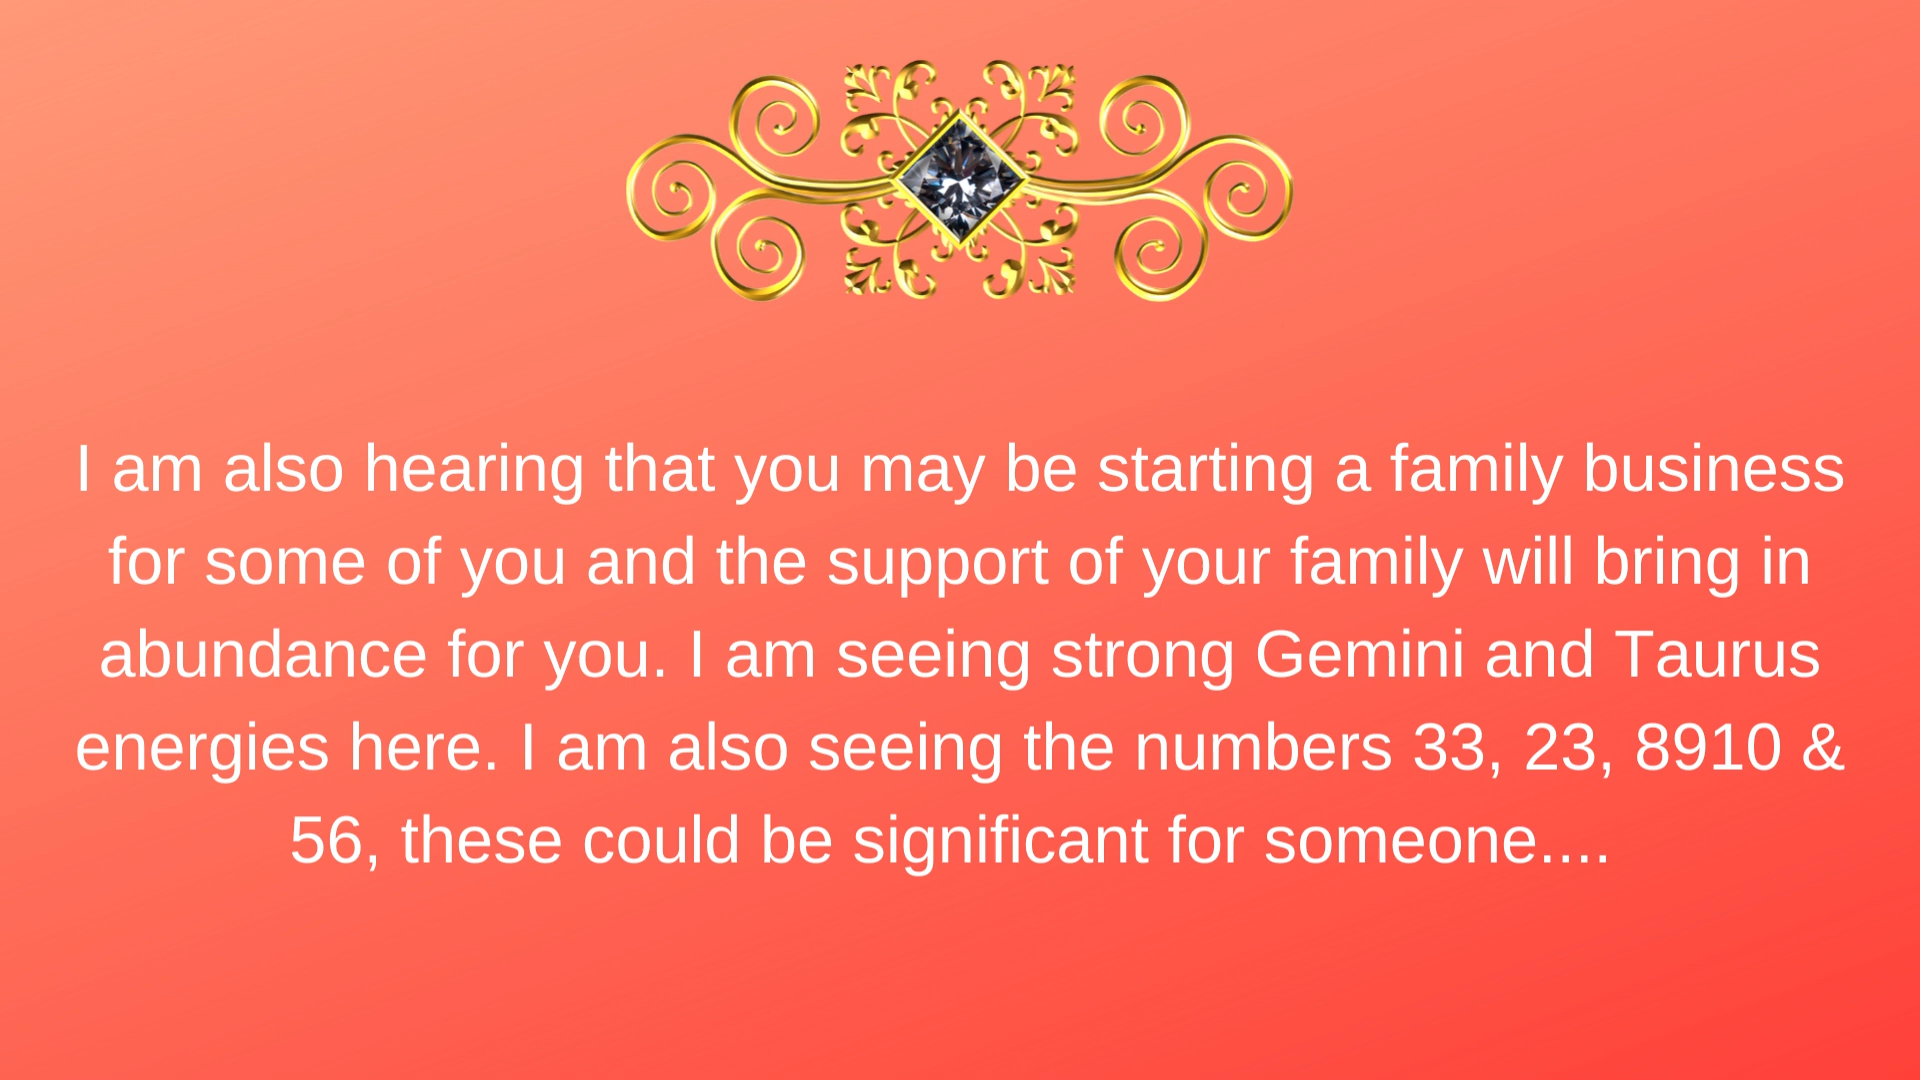 I am also hearing that you may be starting a family business
for some of you and the support of your family will bring in
abundance for you. I am seeing strong Gemini and Taurus
energies here. I am also seeing the numbers 33, 23, 8910 &
56, these could be significant for someone....